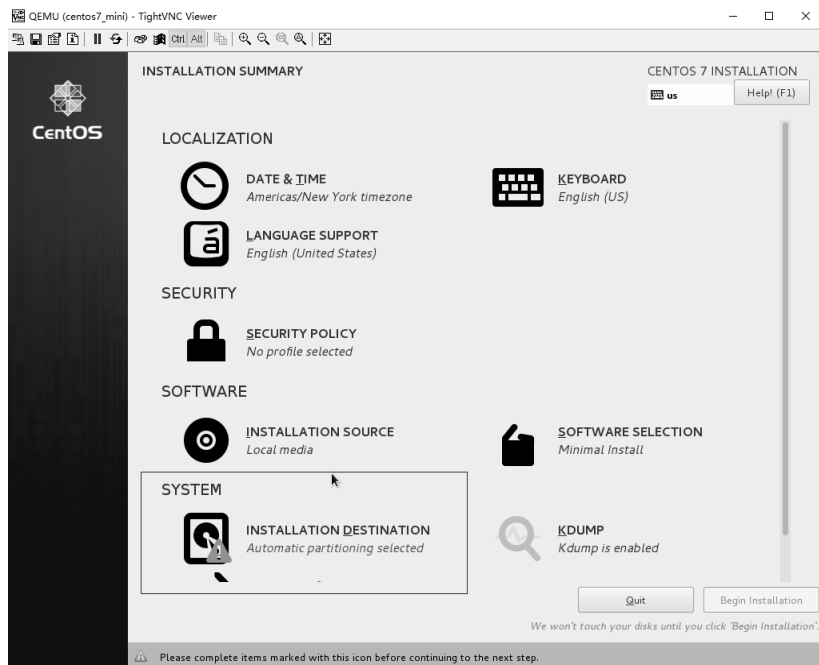 QEMU (centos7_mini) - TightVNC Viewer
Ctrl Alt
INSTALLATION SUMMARY
CENTOS 7 INSTALLATION
us
Help! (F1)
CentOS
LOCALIZATION
DATE & TIME
Americas/New York timezone
KEYBOARD
English (US)
LANGUAGE SUPPORT
English (United States)
SECURITY
SECURITY POLICY
No profile selected
SOFTWARE
INSTALLATION SOURCE
Local media
SOFTWARE SELECTION
Minimal Install
SYSTEM
INSTALLATION DESTINATION
Automatic partitioning selected
KDUMP
Kdump is enabled
Quit
Begin Installation
We won't touch your disks until you click 'Begin Installation'.
Please complete items marked with this icon before continuing to the next step.